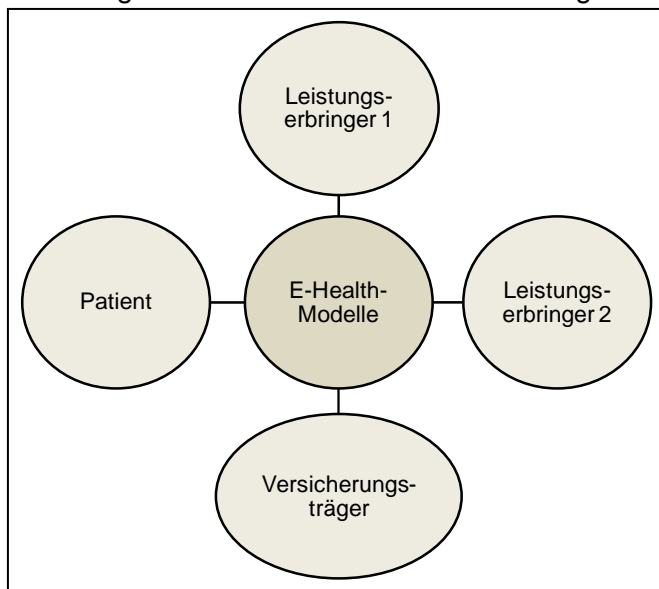 Leistungs-
erbringer 1
Patient
E-Health-
Modelle
Leistungs-
erbringer 2
Versicherungs-
träger